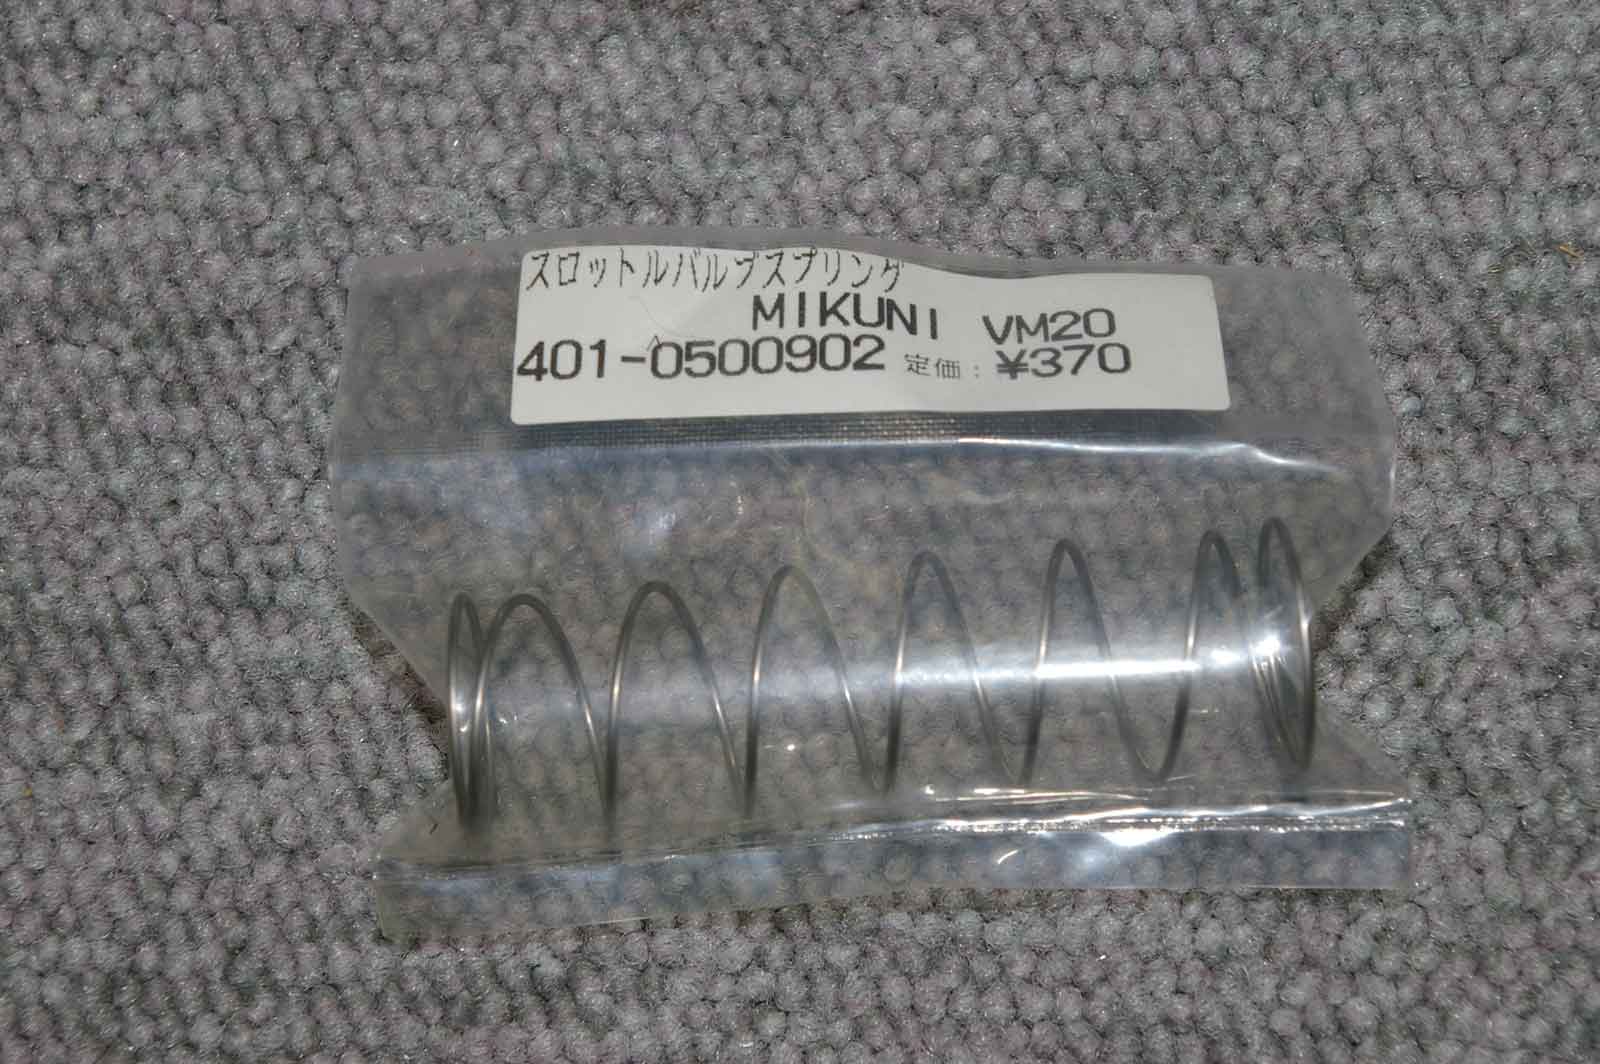 スロットルバルブスプリング
MIKUNI VM20
401-0500902 定価: ¥370